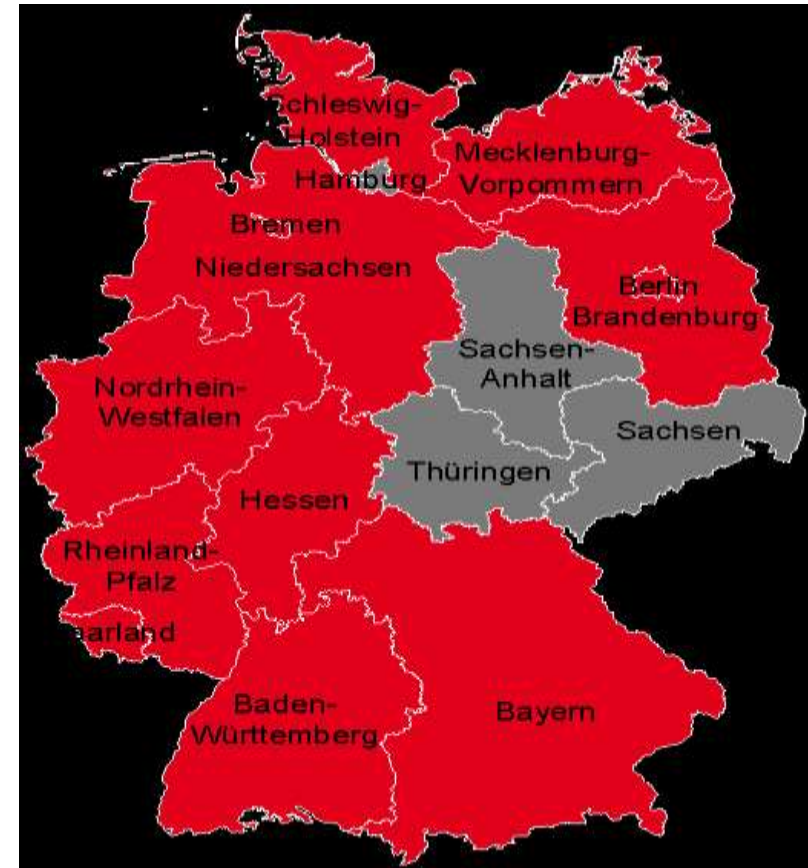 Schleswig-
Holstein
Mecklenburg-
Vorpommern
Hamburg
Bremen
Niedersachsen
Berlin
Brandenburg
Sachsen-
Anhalt
Nordrhein-
Westfalen
Sachsen
Thüringen
Hessen
Rheinland-
Pfalz
aarland
Baden-
Württemberg
Bayern